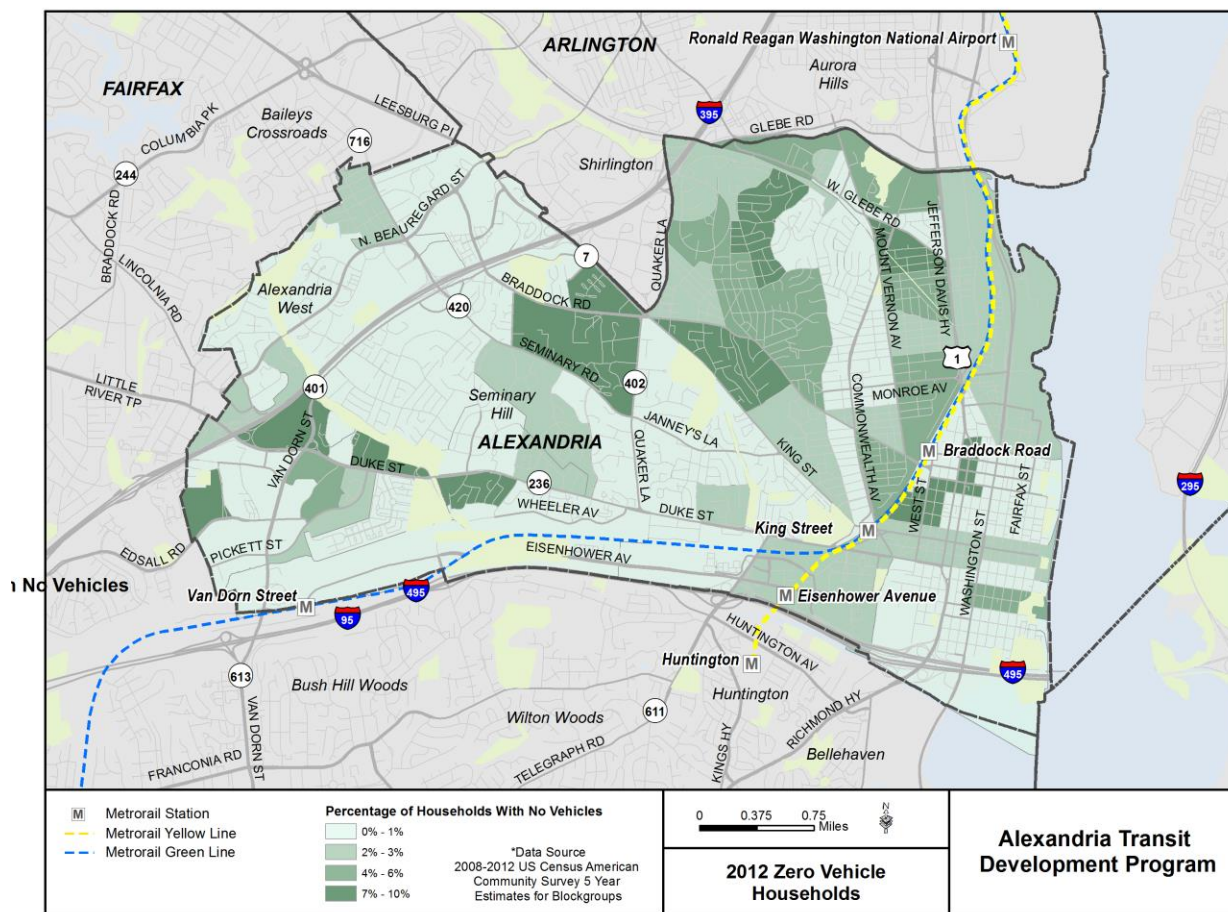 Ronald Reagan Washington National Airport
M
ARLINGTON
Aurora
Hills
FAIRFAX
COLUMBIA PK
LEESBURG PI
Baileys
Crossroads
395
GLEBE RD
716
244
Shirlington
BRADDOCK RD
N. BEAUREGARD ST
W. GLEBE RD
QUAKER LA
MOUNT VERNON AV
JEFFERSON DAVIS HY
LINCOLNIA RD
7
Alexandria
West
BRADDOCK RD
420
SEMINARY RD
1
LITTLE
RIVER TP
401
402
MONROE AV
Seminary
Hill
COMMONWEALTH AV
JANNEY'S LA
ALEXANDRIA
KING ST
VAN DORN ST
QUAKER LA
M
Braddock Road
DUKE ST
236
WEST ST
FAIRFAX ST
295
WHEELER AV
DUKE ST
King Street
M
PICKETT ST
EDSALL RD
EISENHOWER AV
WASHINGTON ST
n No Vehicles
Van Dorn Street
M
495
95
M
Eisenhower Avenue
HUNTINGTON AV
Huntington
M
495
613
Bush Hill Woods
Huntington
VAN DORN ST
Wilton Woods
611
KINGS HY
RICHMOND HY
FRANCONIA RD
TELEGRAPH RD
Bellehaven
M
Metrorail Station
Metrorail Yellow Line
Metrorail Green Line
Percentage of Households With No Vehicles
0% - 1%
2% - 3%
4% - 6%
7% - 10%
*Data Source
2008-2012 US Census American
Community Survey 5 Year
Estimates for Blockgroups
0 0.375 0.75
Miles
N
2012 Zero Vehicle
Households
Alexandria Transit
Development Program